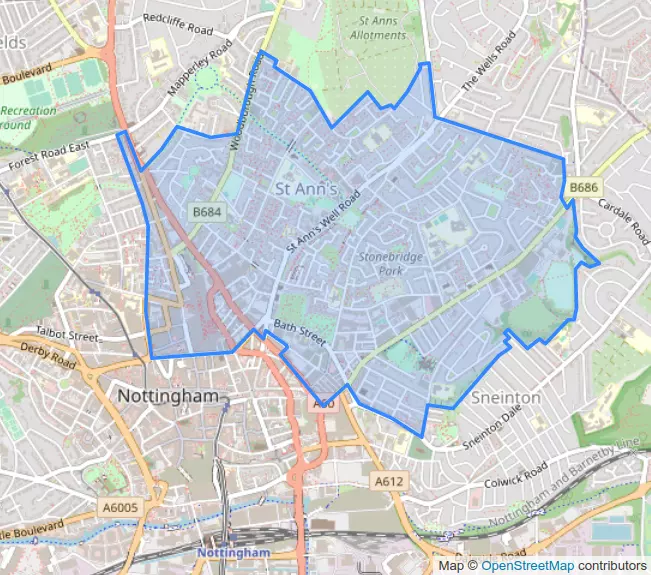 Redcliffe Road
St Anns
Allotments
elds
Mapperley Road
The Wells Road
Boulevard
Woodborough Road
Recreation
round
Forest Road East
St Ann's
B686
B684
St Ann's Well Road
Cardale Road
Stonebridge
Park
Talbot Street
Bath Street
Derby Road
Nottingham
A60
Sneinton
Sneinton Dale
A612
Colwick Road
Nottingham and Barnetby Line
A6005
tle Boulevard
Nottingham
Road
Map © OpenStreetMap contributors